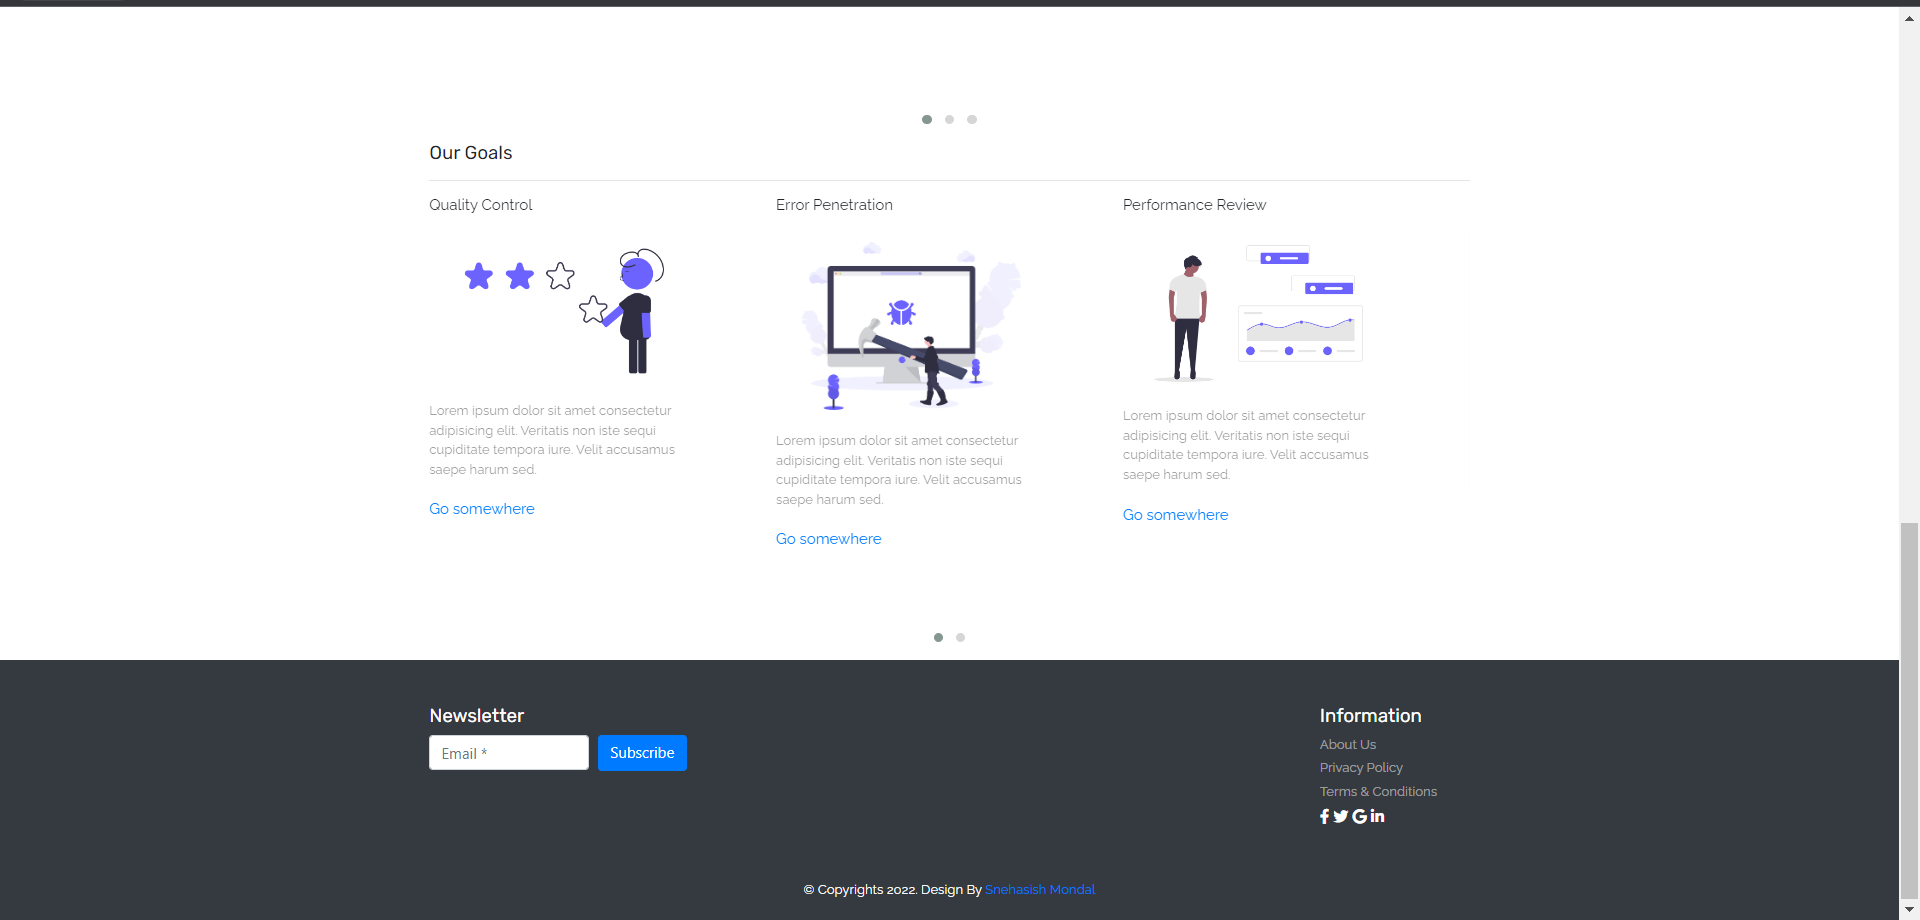 Our Goals
Quality Control
Lorem ipsum dolor sit amet consectetur
adipisicing elit. Veritatis non iste sequi
cupiditate tempora iure. Velit accusamus
saepe harum sed.
Go somewhere
Error Penetration
Lorem ipsum dolor sit amet consectetur
adipisicing elit. Veritatis non iste sequi
cupiditate tempora iure. Velit accusamus
saepe harum sed.
Go somewhere
Performance Review
Lorem ipsum dolor sit amet consectetur
adipisicing elit. Veritatis non iste sequi
cupiditate tempora iure. Velit accusamus
saepe harum sed.
Go somewhere
Newsletter
Email *
Subscribe
Information
About Us
Privacy Policy
Terms & Conditions
© Copyrights 2022. Design By Snehasish Mondal